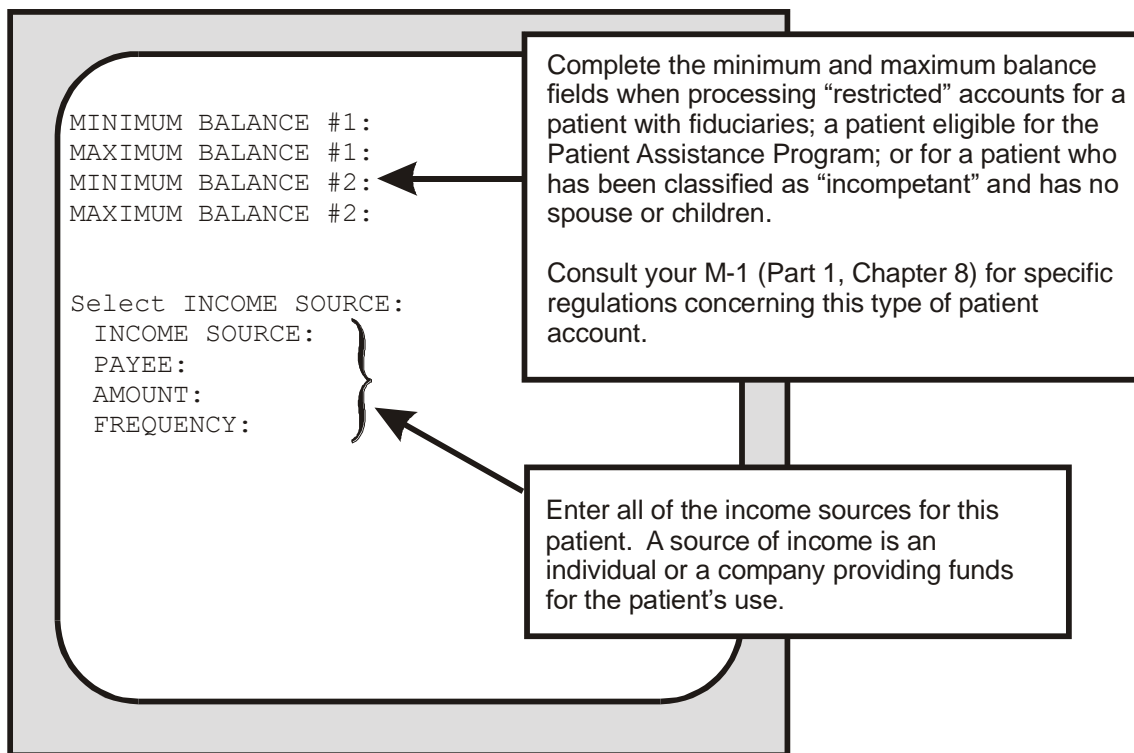 MINIMUM BALANCE #1:
MAXIMUM BALANCE #1:
MINIMUM BALANCE #2:
MAXIMUM BALANCE #2:
Complete the minimum and maximum balance
fields when processing “restricted” accounts for a
patient with fiduciaries; a patient eligible for the
Patient Assistance Program; or for a patient who
has been classified as “incompetant” and has no
spouse or children.
Consult your M-1 (Part 1, Chapter 8) for specific
regulations concerning this type of patient
account.
Select INCOME SOURCE:
INCOME SOURCE:
PAYEE:
AMOUNT:
FREQUENCY:
Enter all of the income sources for this
patient. A source of income is an
individual or a company providing funds
for the patient’s use.